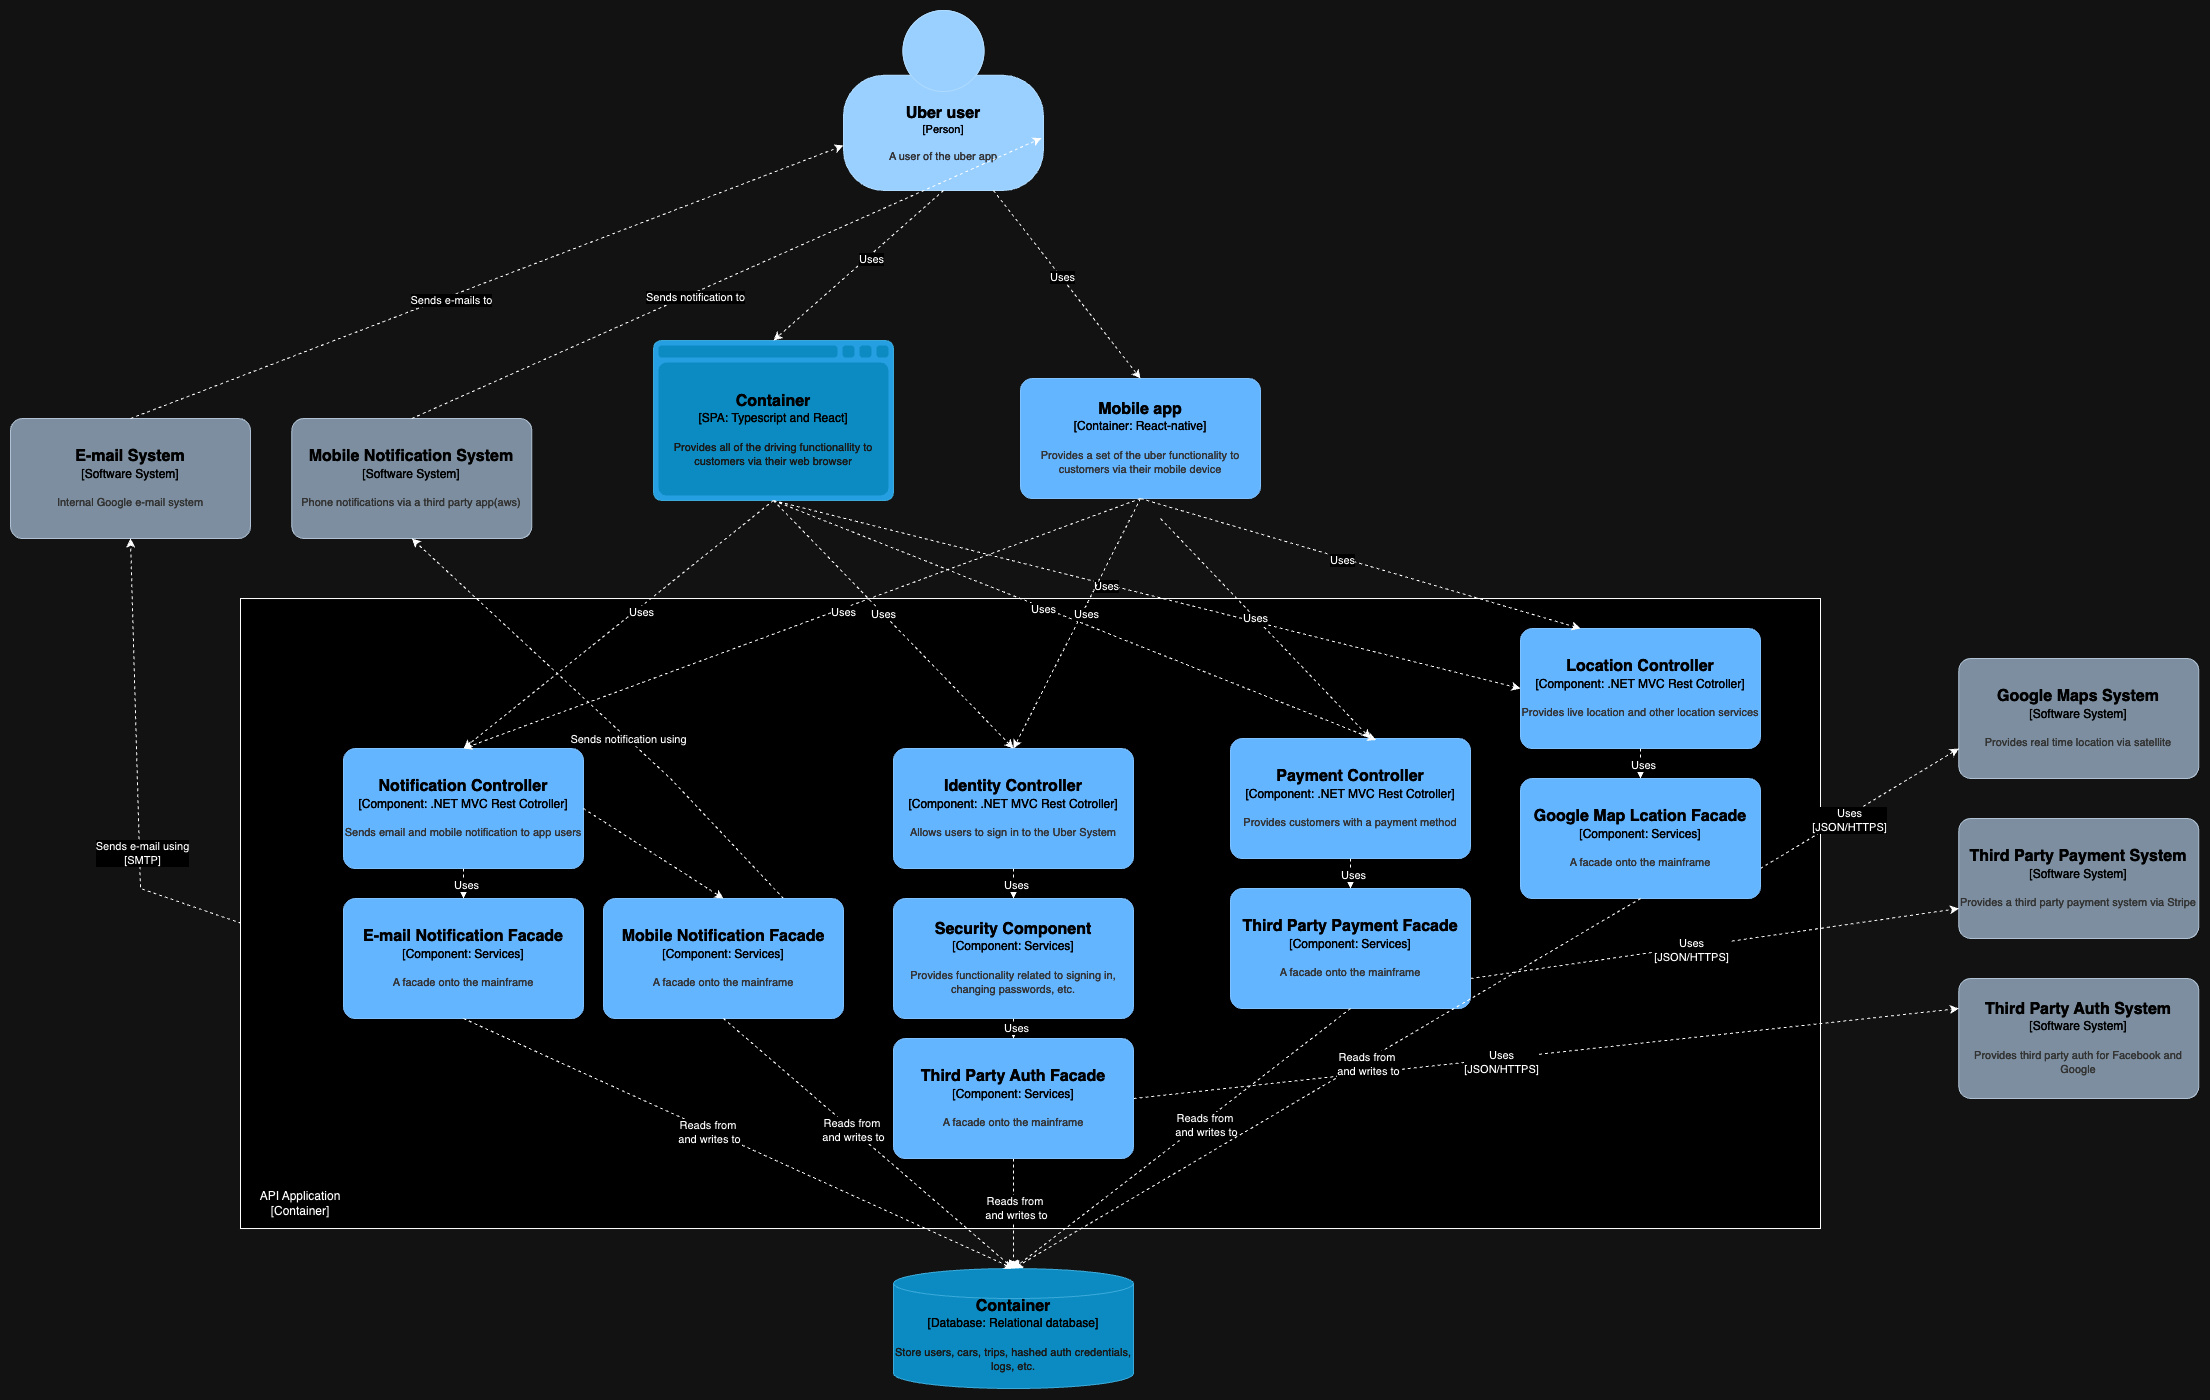 Uber user
[Person]
A user of the uber app
Uses
Uses
Sends e-mails to
Sends notification to
Container
[SPA: Typescript and React]
Provides all of the driving functionallity to
customers via their web browser
Mobile app
[Container: React-native]
Provides a set of the uber functionality to
customers via their mobile device
E-mail System
[Software System]
Internal Google e-mail system
Mobile Notification System
[Software System]
Phone notifications via a third party app(aws)
Uses
Uses
Uses
Uses
Uses
Uses
Uses
Uses
Location Controller
[Component: .NET MVC Rest Cotroller]
Provides live location and other location services
Google Maps System
[Software System]
Provides real time location via satellite
Sends notification using
Notification Controller
[Component: .NET MVC Rest Cotroller]
Sends email and mobile notification to app users
Identity Controller
[Component: .NET MVC Rest Cotroller]
Allows users to sign in to the Uber System
Payment Controller
[Component: .NET MVC Rest Cotroller]
Provides customers with a payment method
Uses
Google Map Lcation Facade
[Component: Services]
A facade onto the mainframe
Uses
[JSON/HTTPS]
Third Party Payment System
[Software System]
Provides a third party payment system via Stripe
Sends e-mail using
[SMTP]
Uses
Uses
Uses
E-mail Notification Facade
[Component: Services]
A facade onto the mainframe
Mobile Notification Facade
[Component: Services]
A facade onto the mainframe
Security Component
[Component: Services]
Provides functionality related to signing in,
changing passwords, etc.
Third Party Payment Facade
[Component: Services]
A facade onto the mainframe
Uses
[JSON/HTTPS]
Third Party Auth System
[Software System]
Provides third party auth for Facebook and
Google
Uses
Third Party Auth Facade
[Component: Services]
A facade onto the mainframe
Reads from
and writes to
Uses
[JSON/HTTPS]
Reads from
and writes to
Reads from
and writes to
Reads from
and writes to
Reads from
and writes to
API Application
[Container]
Container
[Database: Relational database]
Store users, cars, trips, hashed auth credentials,
logs, etc.